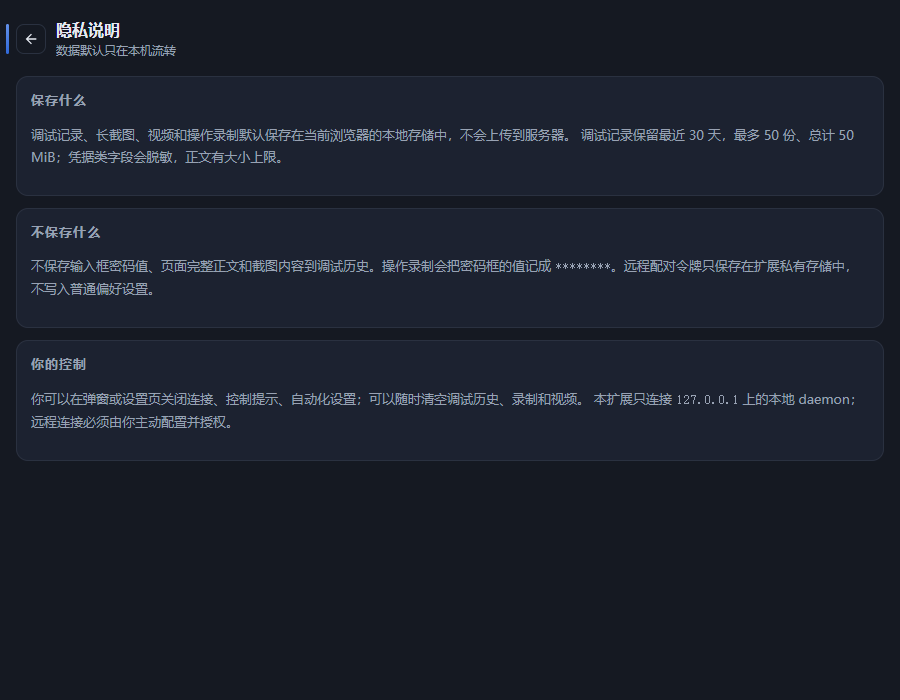 隐私说明
数据默认只在本机流转
保存什么
调试记录、长截图、视频和操作录制默认保存在当前浏览器的本地存储中，不会上传到服务器。 调试记录保留最近 30 天，最多 50 份、总计 50
MiB；凭据类字段会脱敏，正文有大小上限。
不保存什么
不保存输入框密码值、页面完整正文和截图内容到调试历史。操作录制会把密码框的值记成 ********。远程配对令牌只保存在扩展私有存储中，
不写入普通偏好设置。
你的控制
你可以在弹窗或设置页关闭连接、控制提示、自动化设置；可以随时清空调试历史、录制和视频。 本扩展只连接 127.0.0.1 上的本地 daemon；
远程连接必须由你主动配置并授权。